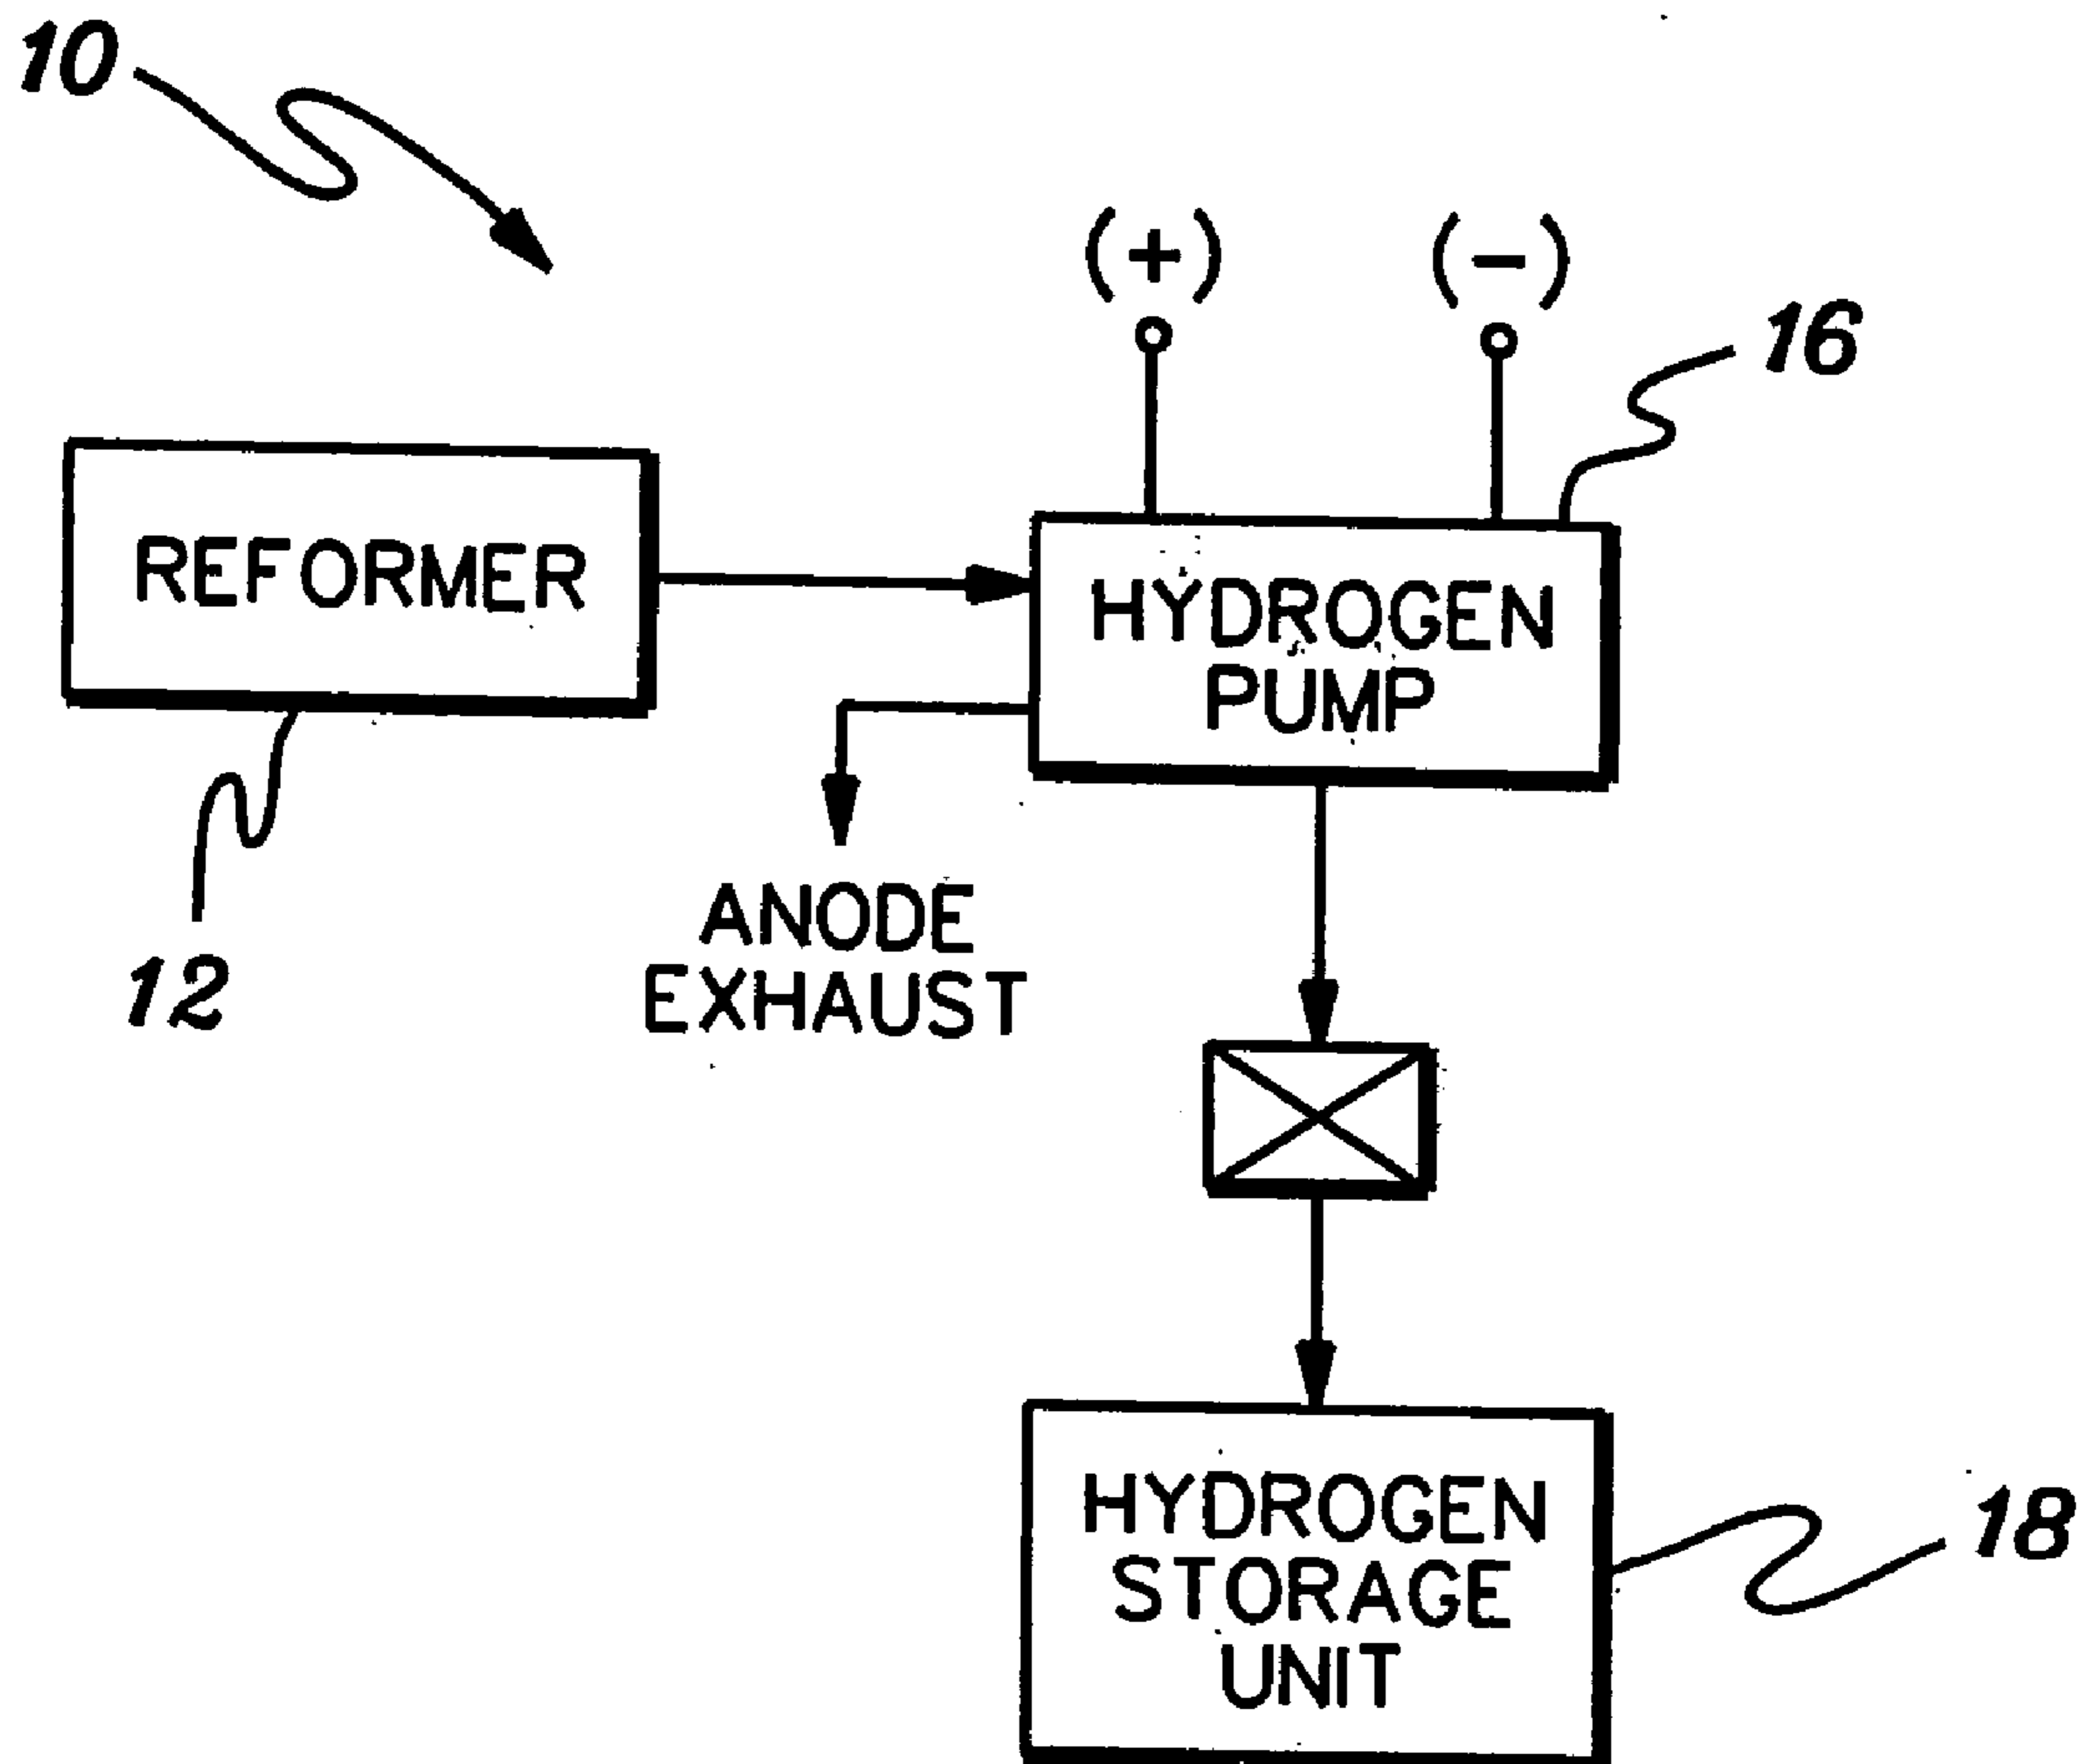 10
(+)
(-)
16
REFORMER
HYDROGEN
PUMP
12
ANODE
EXHAUST
HYDROGEN
STORAGE
UNIT
18